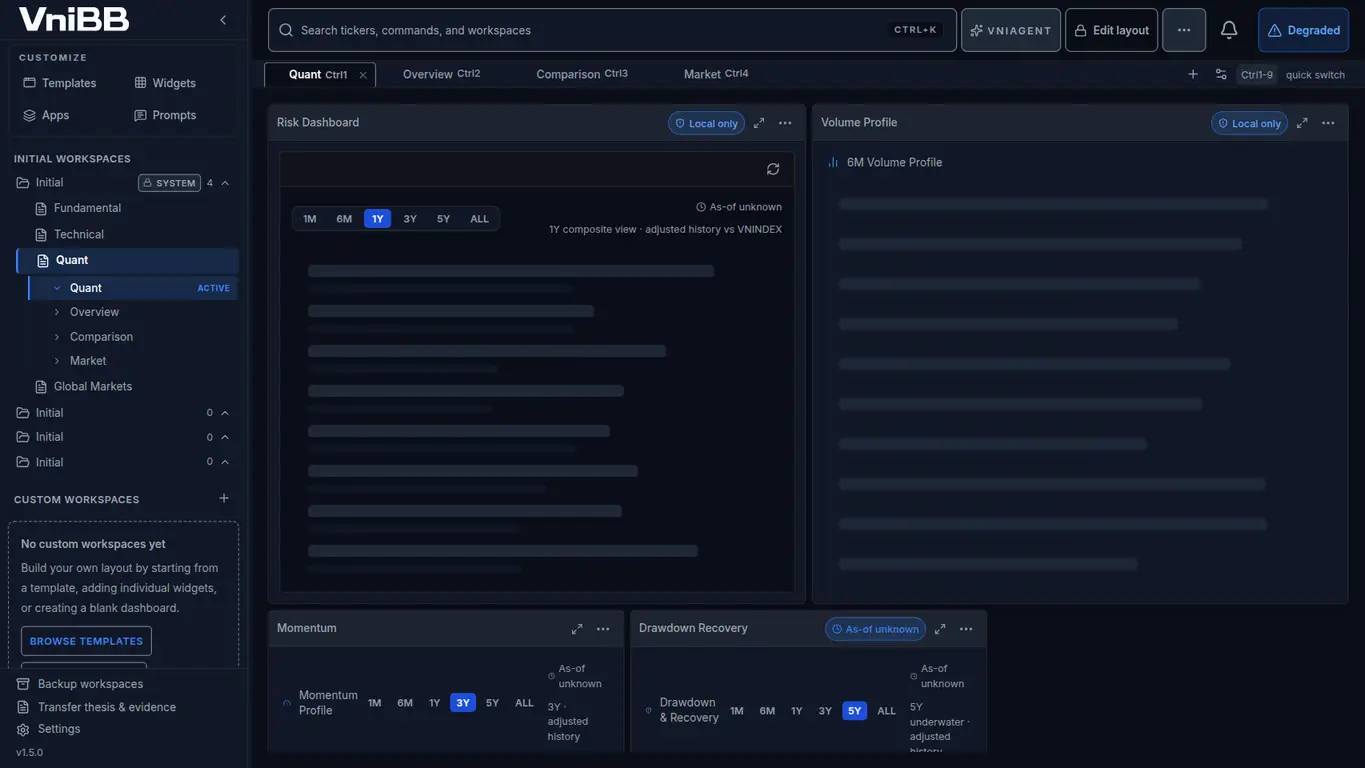 VniBB
CUSTOMIZE
Templates
Widgets
Apps
Prompts
INITIAL WORKSPACES
Initial
SYSTEM
4
Fundamental
Technical
Quant
Quant
ACTIVE
Overview
Comparison
Market
Global Markets
Initial
0
Initial
0
Initial
0
CUSTOM WORKSPACES
No custom workspaces yet
Build your own layout by starting from
a template, adding individual widgets,
or creating a blank dashboard.
BROWSE TEMPLATES
Backup workspaces
Transfer thesis & evidence
Settings
v1.5.0
Search tickers, commands, and workspaces
CTRL+K
VNIAGENT
Edit layout
Degraded
Quant Ctrl1
Overview Ctrl2
Comparison Ctrl3
Market Ctrl4
Ctrl1-9
quick switch
Risk Dashboard
Local only
1M
6M
1Y
3Y
5Y
ALL
As-of unknown
1Y composite view · adjusted history vs VNINDEX
Volume Profile
Local only
6M Volume Profile
Momentum
Momentum
Profile
1M
6M
1Y
3Y
5Y
ALL
As-of
unknown
3Y ·
adjusted
history
Drawdown Recovery
As-of unknown
Drawdown
& Recovery
1M
6M
1Y
3Y
5Y
ALL
As-of
unknown
5Y
underwater ·
adjusted
history